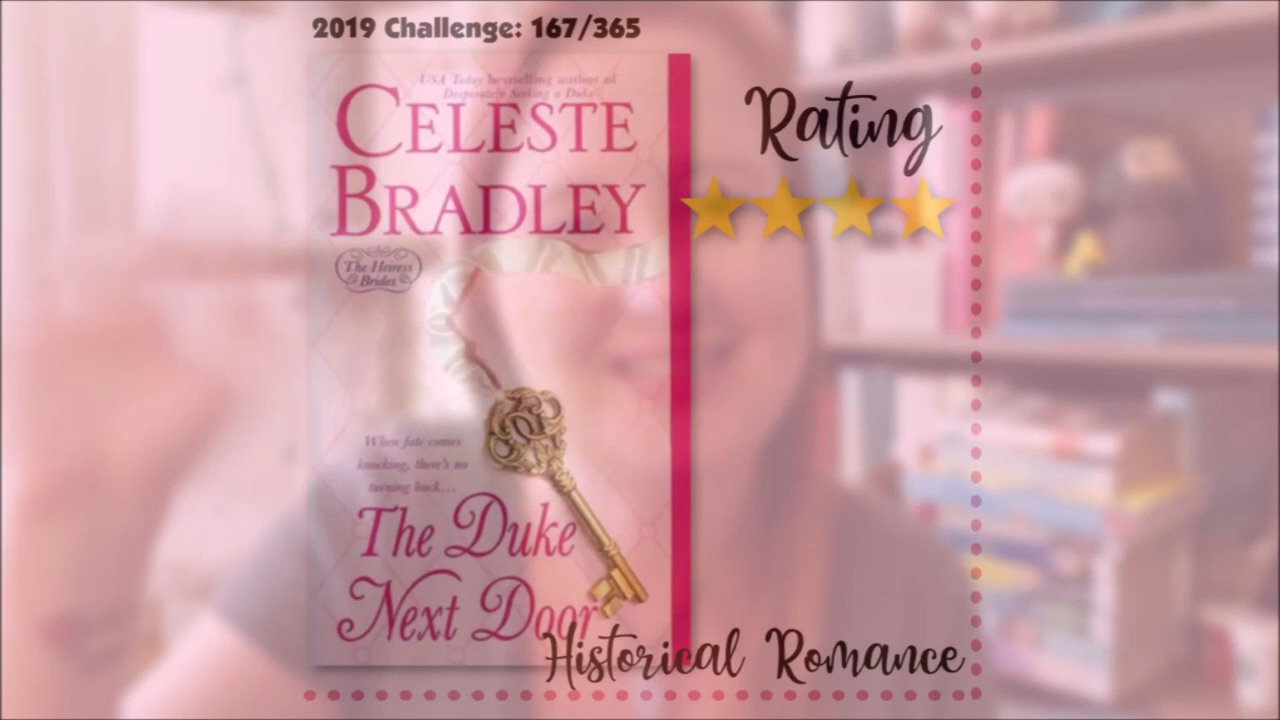 2019 Challenge: 167/365
USA Today bestselling author of
Desperately Seeking a Duke
CELESTE
BRADLEY
The Heiress
Brides
Rating
When fate comes
knocking, there's no
turning back...
The Duke
Next Door
Historical Romance